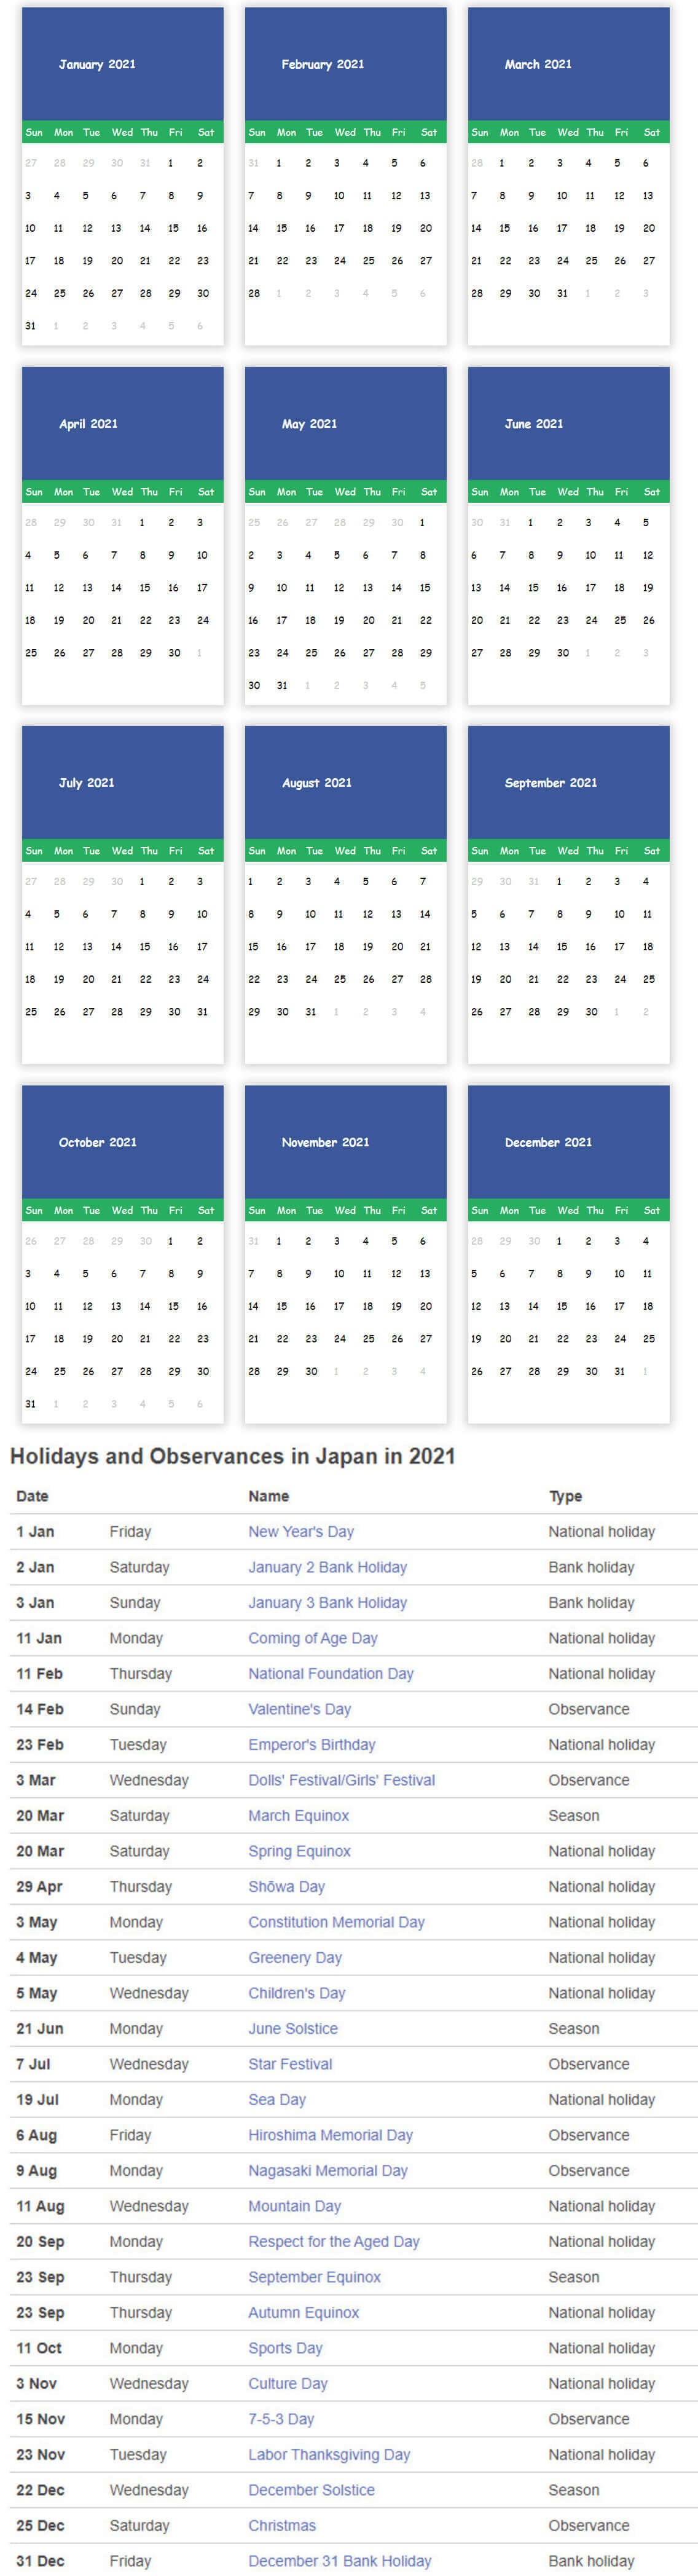 January 2021 February 2021 March 2021
Sun Mon Tue Wed Thu Fri Sat Sun Mon Tue Wed Thu Fri Sat Sun Mon Tue Wed Thu Fri Sat
27 28 29 30 31 1 2 31 1 2 3 4 5 6 28 1 2 3 4 5 6
3 4 5 6 7 8 9 7 8 9 10 11 12 13 7 8 9 10 11 12 13
10 11 12 13 14 15 16 14 15 16 17 18 19 20 14 15 16 17 18 19 20
17 18 19 20 21 22 23 21 22 23 24 25 26 27 21 22 23 24 25 26 27
24 25 26 27 28 29 30 28 1 2 3 4 5 6 28 29 30 31 1 2 3
31 1 2 3 4 5 6
April 2021 May 2021 June 2021
Sun Mon Tue Wed Thu Fri Sat Sun Mon Tue Wed Thu Fri Sat Sun Mon Tue Wed Thu Fri Sat
28 29 30 31 1 2 3 25 26 27 28 29 30 1 30 31 1 2 3 4 5
4 5 6 7 8 9 10 2 3 4 5 6 7 8 6 7 8 9 10 11 12
11 12 13 14 15 16 17 9 10 11 12 13 14 15 13 14 15 16 17 18 19
18 19 20 21 22 23 24 16 17 18 19 20 21 22 20 21 22 23 24 25 26
25 26 27 28 29 30 1 23 24 25 26 27 28 29 27 28 29 30 1 2 3
30 31 1 2 3 4 5
July 2021 August 2021 September 2021
Sun Mon Tue Wed Thu Fri Sat Sun Mon Tue Wed Thu Fri Sat Sun Mon Tue Wed Thu Fri Sat
27 28 29 30 1 2 3 1 2 3 4 5 6 7 29 30 31 1 2 3 4
4 5 6 7 8 9 10 8 9 10 11 12 13 14 5 6 7 8 9 10 11
11 12 13 14 15 16 17 15 16 17 18 19 20 21 12 13 14 15 16 17 18
18 19 20 21 22 23 24 22 23 24 25 26 27 28 19 20 21 22 23 24 25
25 26 27 28 29 30 31 29 30 31 1 2 3 4 26 27 28 29 30 1 2
October 2021 November 2021 December 2021
Sun Mon Tue Wed Thu Fri Sat Sun Mon Tue Wed Thu Fri Sat Sun Mon Tue Wed Thu Fri Sat
26 27 28 29 30 1 2 31 1 2 3 4 5 6 28 29 30 1 2 3 4
3 4 5 6 7 8 9 7 8 9 10 11 12 13 5 6 7 8 9 10 11
10 11 12 13 14 15 16 14 15 16 17 18 19 20 12 13 14 15 16 17 18
17 18 19 20 21 22 23 21 22 23 24 25 26 27 19 20 21 22 23 24 25
24 25 26 27 28 29 30 28 29 30 1 2 3 4 26 27 28 29 30 31 1
31 1 2 3 4 5 6
Holidays and Observances in Japan in 2021
Date Name Type
1 Jan Friday New Year's Day National holiday
2 Jan Saturday January 2 Bank Holiday Bank holiday
3 Jan Sunday January 3 Bank Holiday Bank holiday
11 Jan Monday Coming of Age Day National holiday
11 Feb Thursday National Foundation Day National holiday
14 Feb Sunday Valentine's Day Observance
23 Feb Tuesday Emperor's Birthday National holiday
3 Mar Wednesday Dolls' Festival/Girls' Festival Observance
20 Mar Saturday March Equinox Season
20 Mar Saturday Spring Equinox National holiday
29 Apr Thursday Shōwa Day National holiday
3 May Monday Constitution Memorial Day National holiday
4 May Tuesday Greenery Day National holiday
5 May Wednesday Children's Day National holiday
21 Jun Monday June Solstice Season
7 Jul Wednesday Star Festival Observance
19 Jul Monday Sea Day National holiday
6 Aug Friday Hiroshima Memorial Day Observance
9 Aug Monday Nagasaki Memorial Day Observance
11 Aug Wednesday Mountain Day National holiday
20 Sep Monday Respect for the Aged Day National holiday
23 Sep Thursday September Equinox Season
23 Sep Thursday Autumn Equinox National holiday
11 Oct Monday Sports Day National holiday
3 Nov Wednesday Culture Day National holiday
15 Nov Monday 7-5-3 Day Observance
23 Nov Tuesday Labor Thanksgiving Day National holiday
22 Dec Wednesday December Solstice Season
25 Dec Saturday Christmas Observance
31 Dec Friday December 31 Bank Holiday Bank holiday